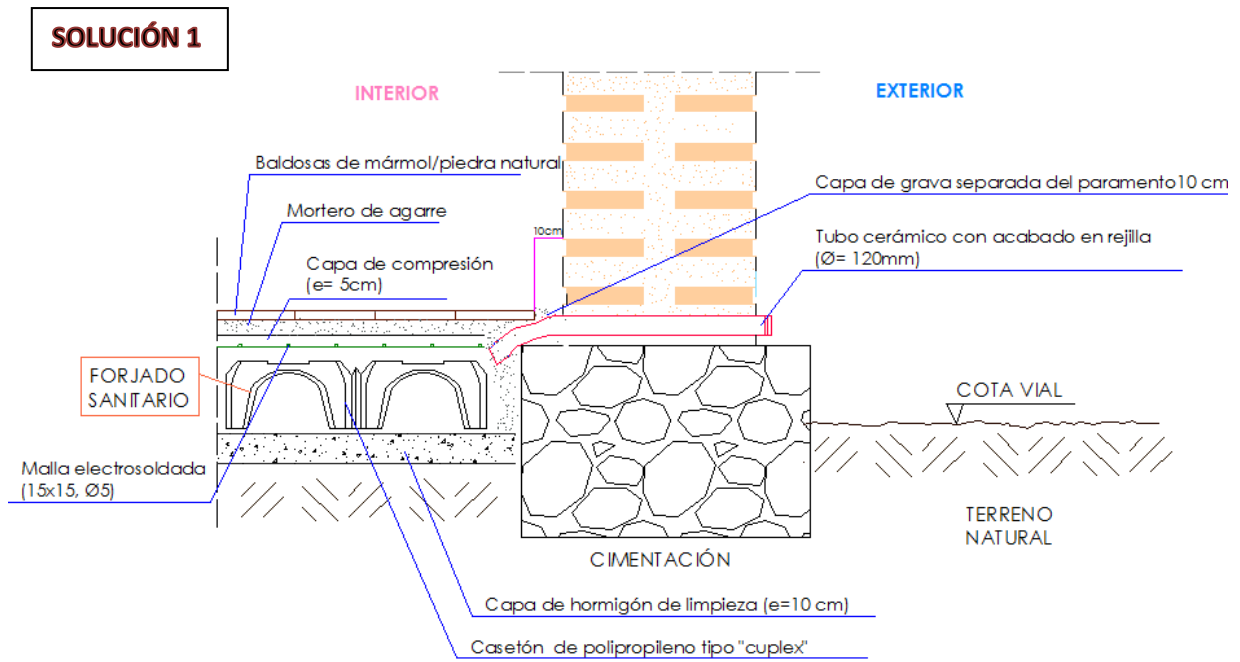 SOLUCIÓN 1
INTERIOR
EXTERIOR
Baldosas de mármol/piedra natural
Capa de grava separada del paramento10 cm
Mortero de agarre
10cm
Tubo cerámico con acabado en rejilla
(Ø= 120mm)
Capa de compresión
(e= 5cm)
FORJADO
SANITARIO
COTA VIAL
Malla electrosoldada
(15x15, Ø5)
TERRENO
NATURAL
CIMENTACIÓN
Capa de hormigón de limpieza (e=10 cm)
Casetón de polipropileno tipo "cuplex"